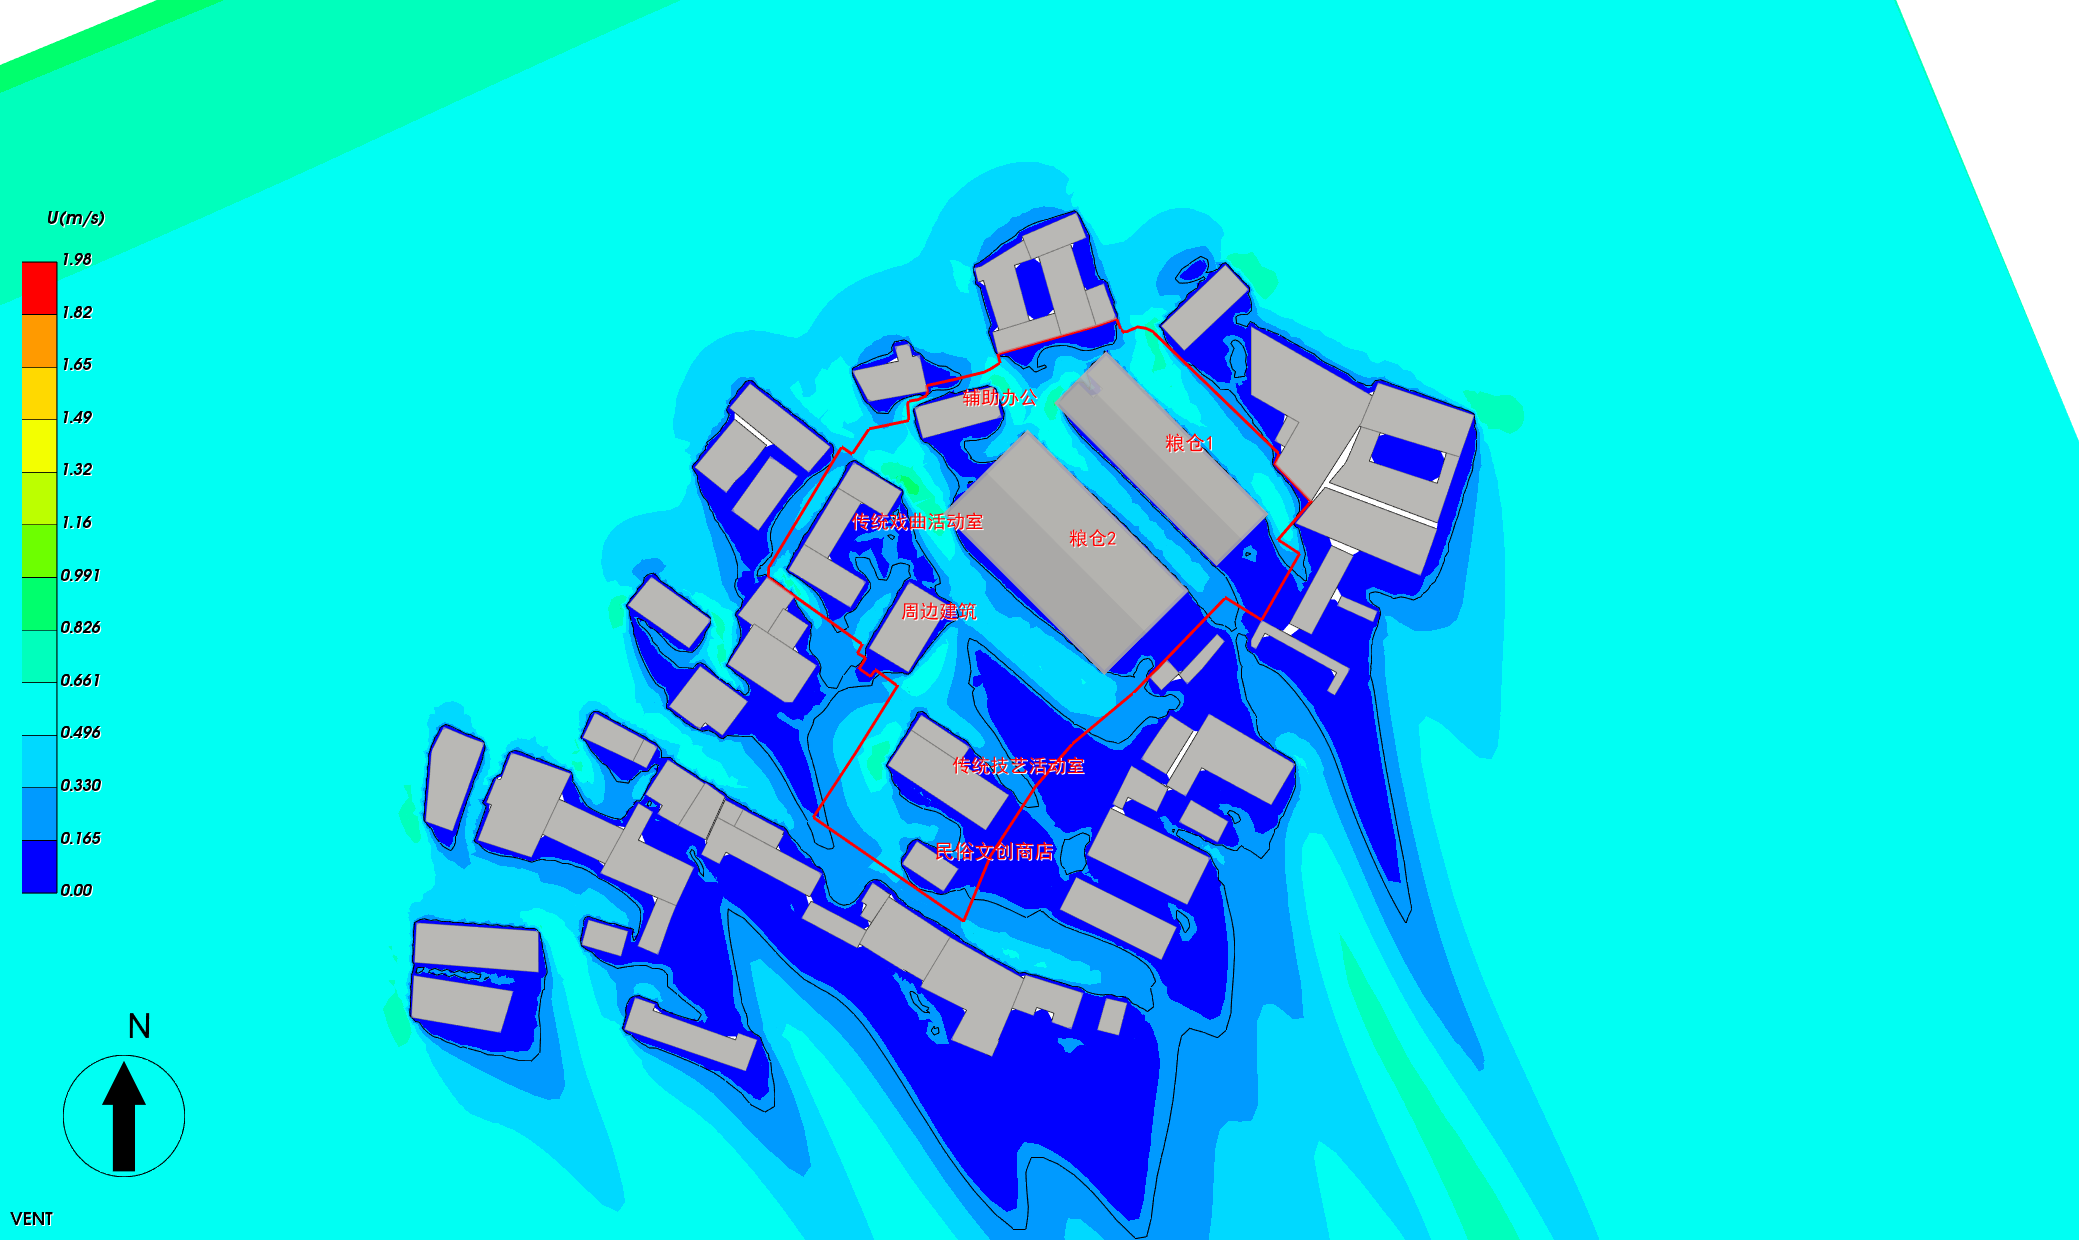 U(m/s)
1.98
1.82
1.65
1.49
1.32
1.16
0.991
0.826
0.661
0.496
0.330
0.165
0.00
辅助办公
粮仓1
传统戏曲活动室
粮仓2
周边建筑
传统技艺活动室
民俗文创商店
N
VENT